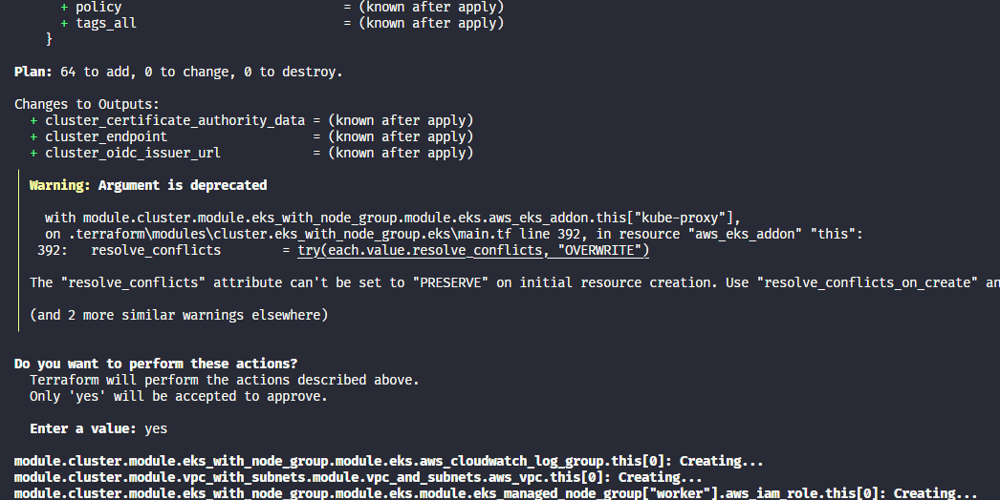 + policy = (known after apply)
+ tags_all = (known after apply)
}
Plan: 64 to add, 0 to change, 0 to destroy.
Changes to Outputs:
+ cluster_certificate_authority_data = (known after apply)
+ cluster_endpoint = (known after apply)
+ cluster_oidc_issuer_url = (known after apply)
Warning: Argument is deprecated
with module.cluster.module.eks_with_node_group.module.eks.aws_eks_addon.this["kube-proxy"],
on .terraform\modules\cluster.eks_with_node_group.eks\main.tf line 392, in resource "aws_eks_addon" "this":
392: resolve_conflicts = try(each.value.resolve_conflicts, "OVERWRITE")
The "resolve_conflicts" attribute can't be set to "PRESERVE" on initial resource creation. Use "resolve_conflicts_on_create" an
(and 2 more similar warnings elsewhere)
Do you want to perform these actions?
Terraform will perform the actions described above.
Only 'yes' will be accepted to approve.
Enter a value: yes
module.cluster.module.eks_with_node_group.module.eks.aws_cloudwatch_log_group.this[0]: Creating...
module.cluster.module.vpc_with_subnets.module.vpc_and_subnets.aws_vpc.this[0]: Creating...
module.cluster.module.eks_with_node_group.module.eks.module.eks_managed_node_group["worker"].aws_iam_role.this[0]: Creating...